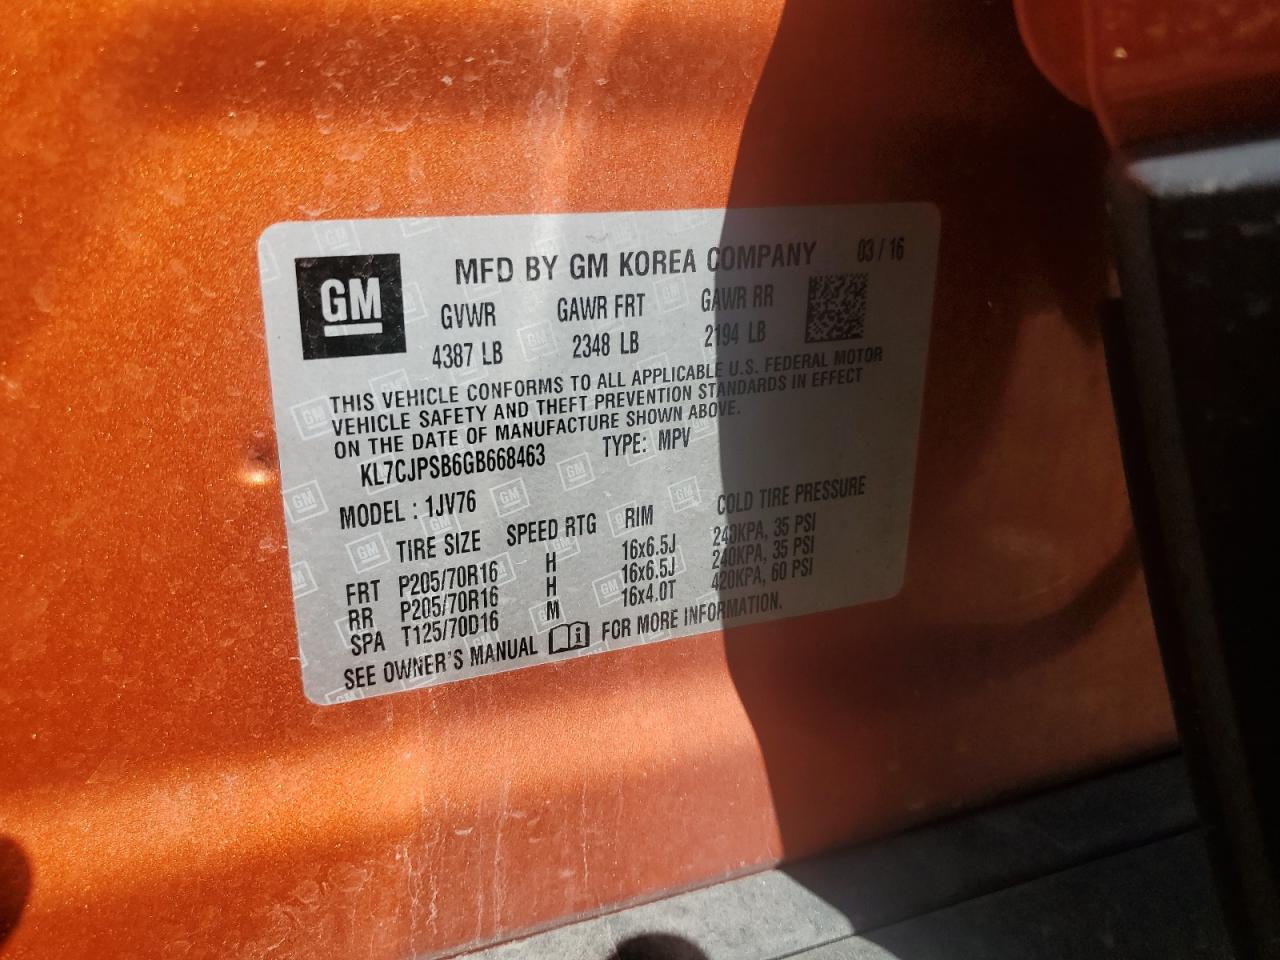 GM
MFD BY GM KOREA COMPANY 03 / 16
GVWR GAWR FRT GAWR RR
4387 LB 2348 LB 2194 LB
THIS VEHICLE CONFORMS TO ALL APPLICABLE U.S. FEDERAL MOTOR
VEHICLE SAFETY AND THEFT PREVENTION STANDARDS IN EFFECT
ON THE DATE OF MANUFACTURE SHOWN ABOVE.
KL7CJPSB6GB668463 TYPE: MPV
MODEL : 1JV76
TIRE SIZE SPEED RTG RIM COLD TIRE PRESSURE
FRT P205/70R16 H 16x6.5J 240KPA, 35 PSI
RR P205/70R16 H 16x6.5J 240KPA, 35 PSI
SPA T125/70D16 M 16x4.0T 420KPA, 60 PSI
SEE OWNER'S MANUAL FOR MORE INFORMATION.